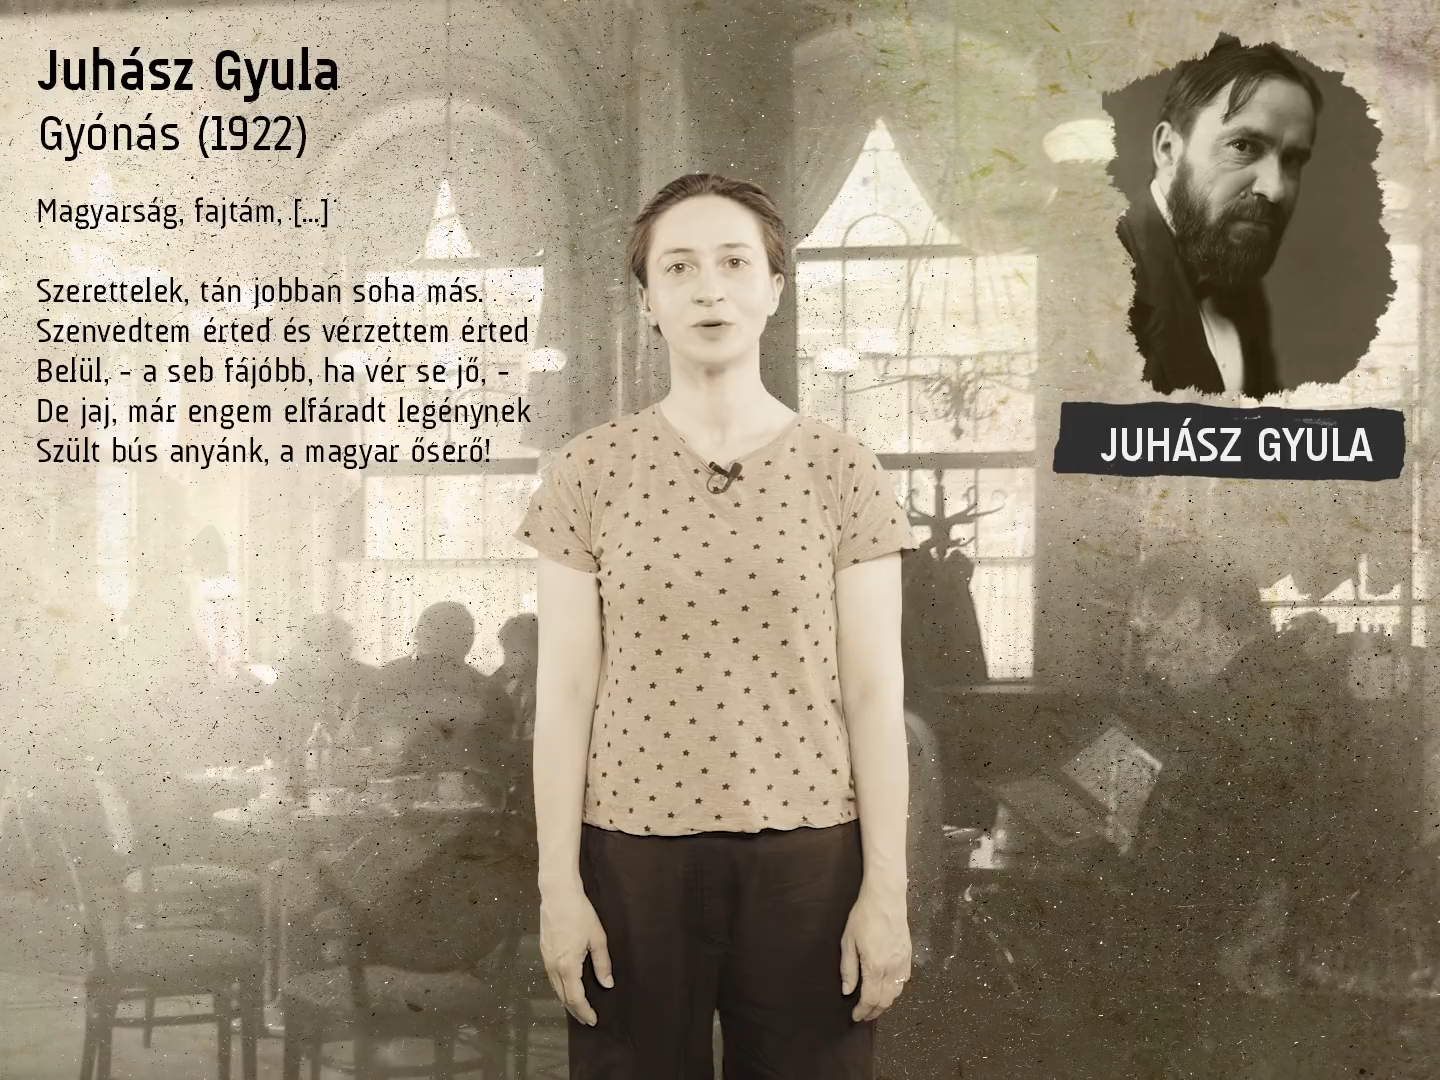 Juhász Gyula
Gyónás (1922)
Magyarság, fajtám, [...]
Szerettelek, tán jobban soha más.
Szenvedtem érted és vérzettem érted
Belül, - a seb fájóbb, ha vér se jő, -
De jaj, már engem elfáradt legénynek
Szült bús anyánk, a magyar őserő!
JUHÁSZ GYULA